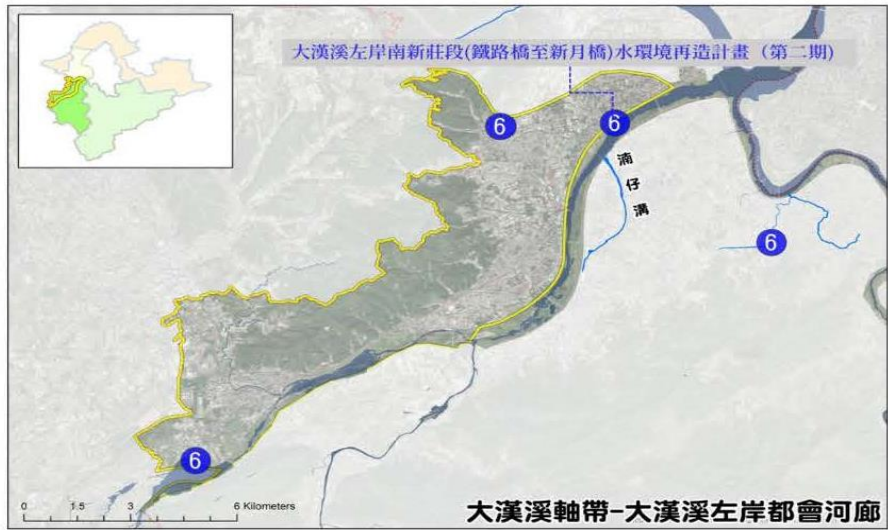 大漢溪左岸南新莊段(鐵路橋至新月橋)水環境再造計畫（第二期)
6
6
湳仔溝
6
6
0 1.5 3 6 Kilometers
大漢溪軸帶-大漢溪左岸都會河廊